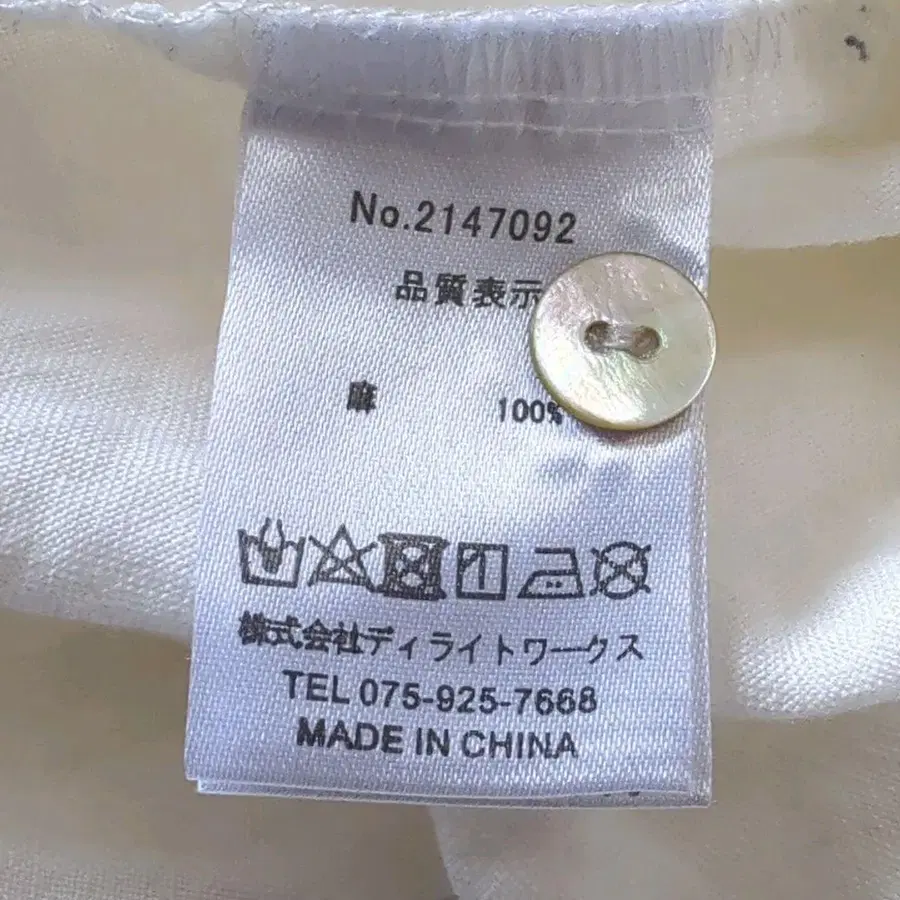 No.2147092
品質表示
麻 100%
株式会社ディライトワークス
TEL 075-925-7668
MADE IN CHINA